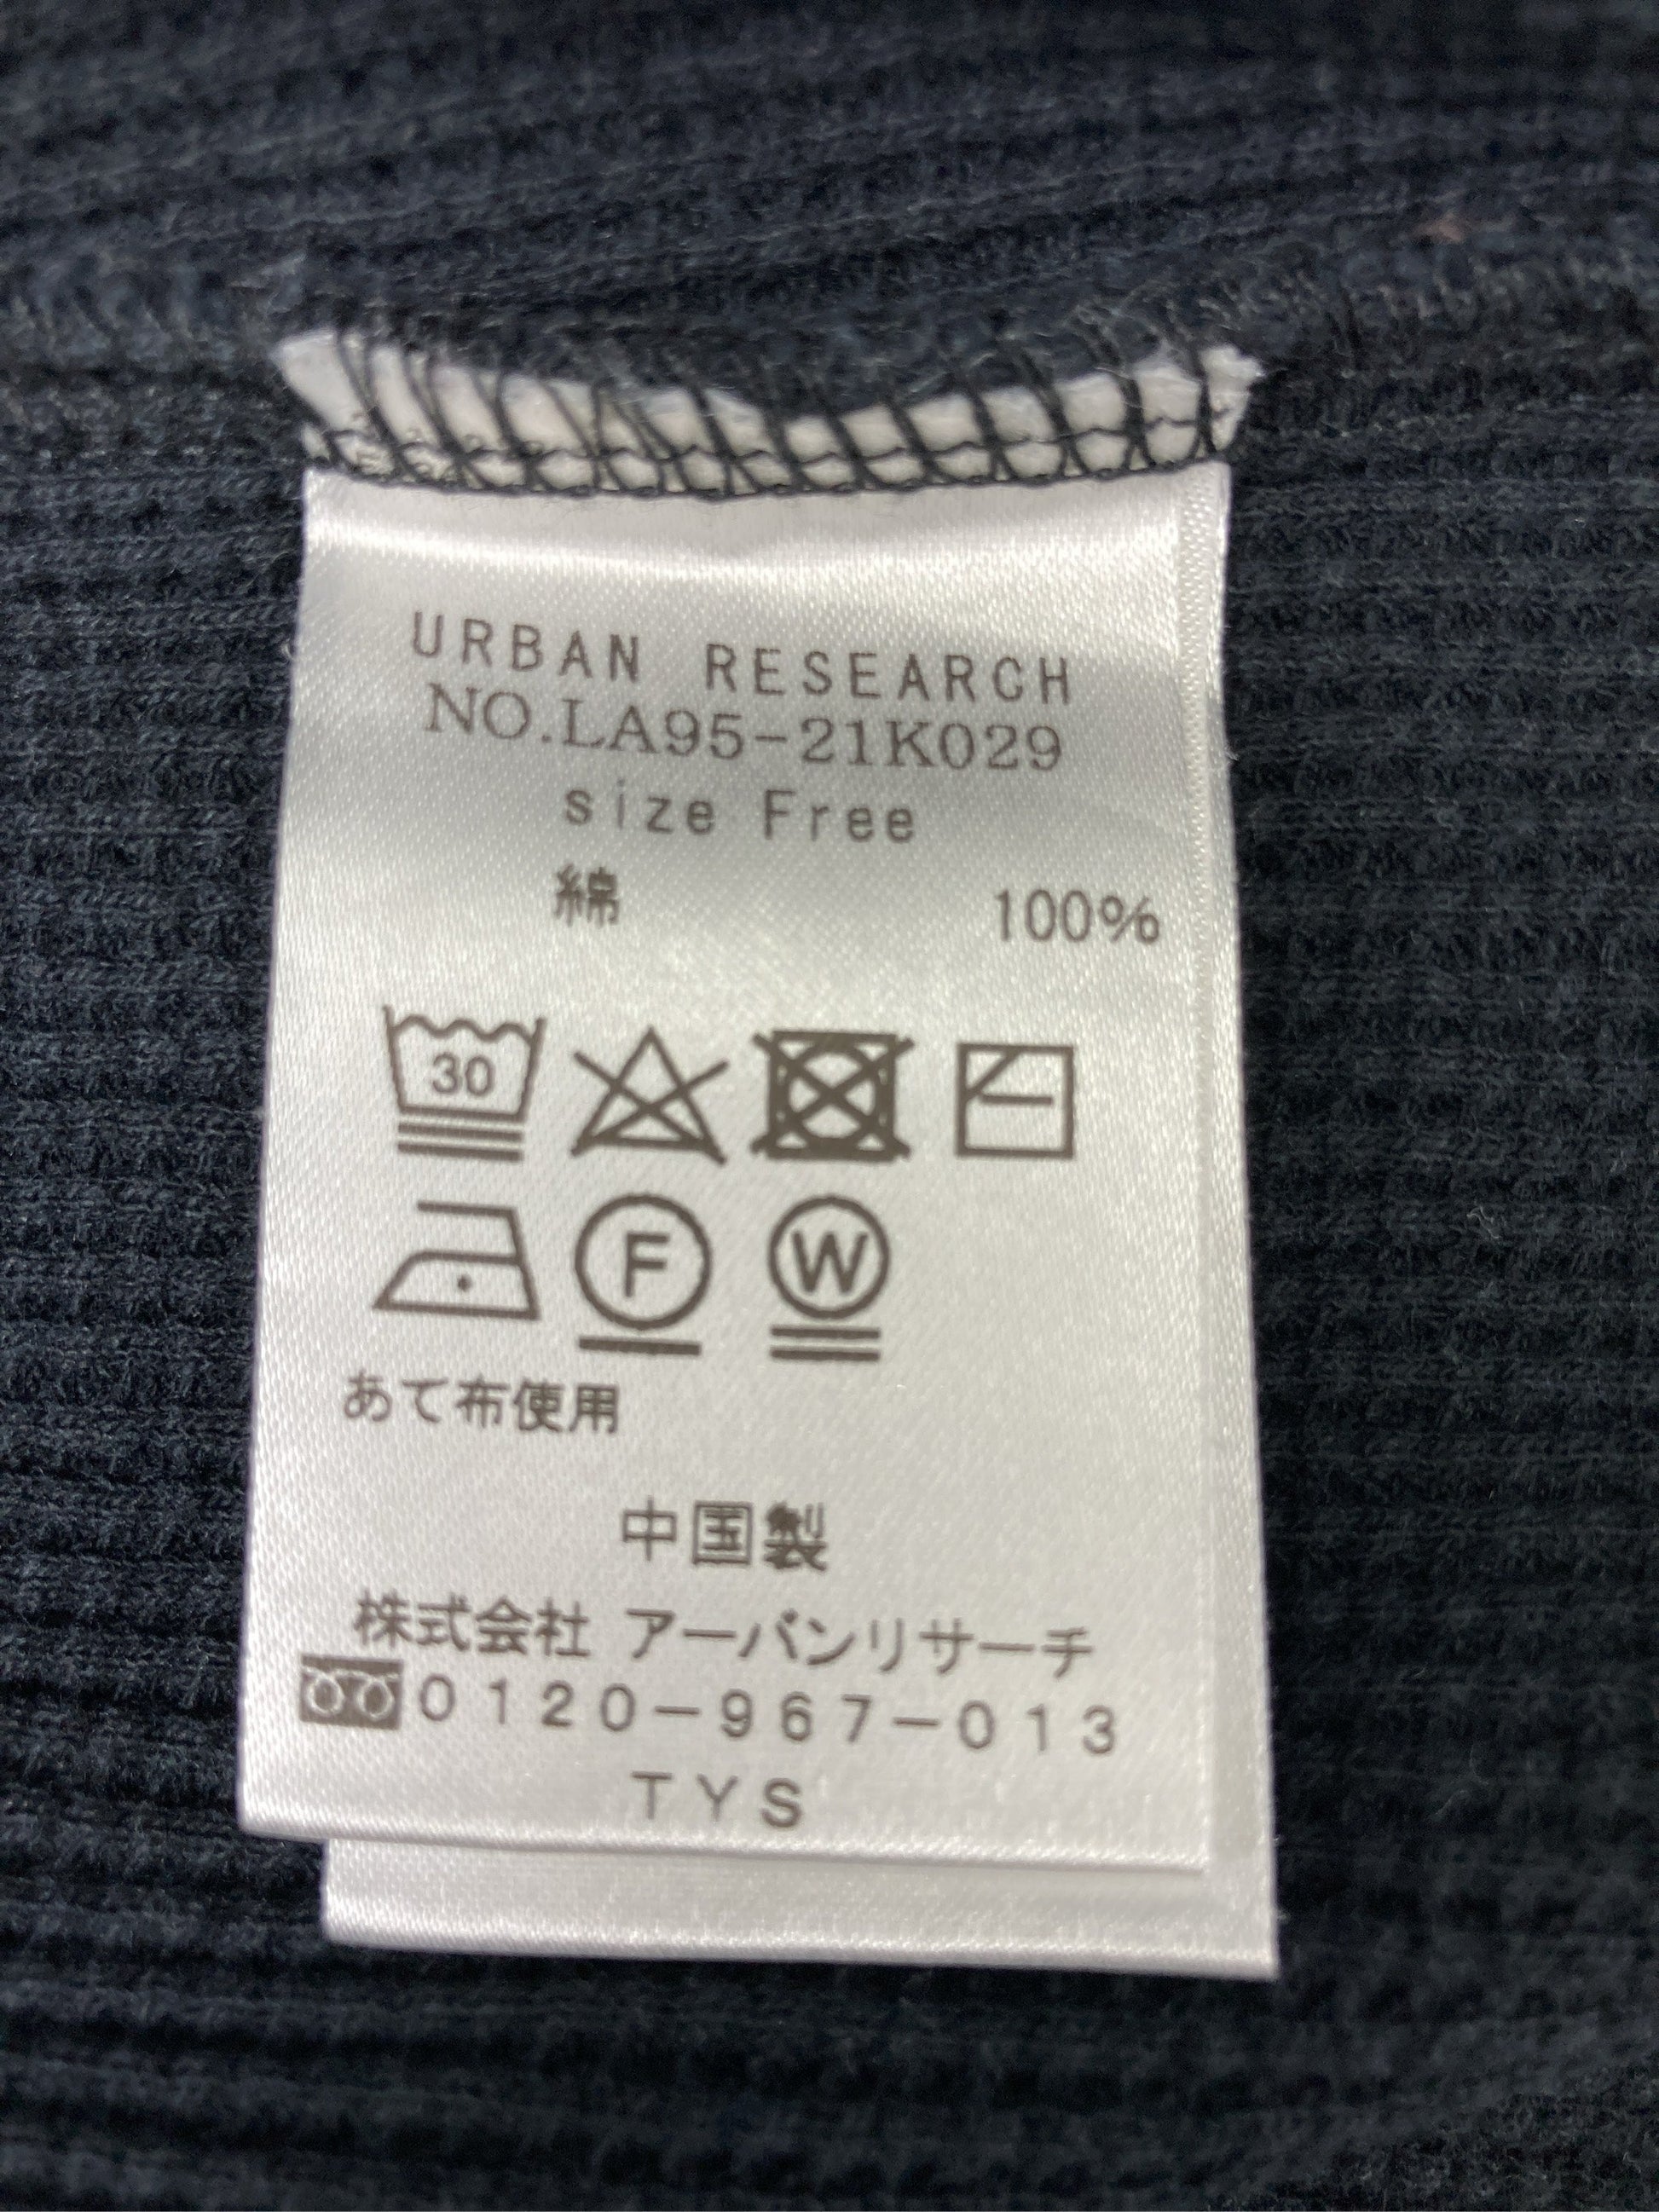 URBAN RESEARCH
NO.LA95-21K029
size Free
綿 100%
30
F W
あて布使用
中国製
株式会社 アーバンリサーチ
0120-967-013
TYS